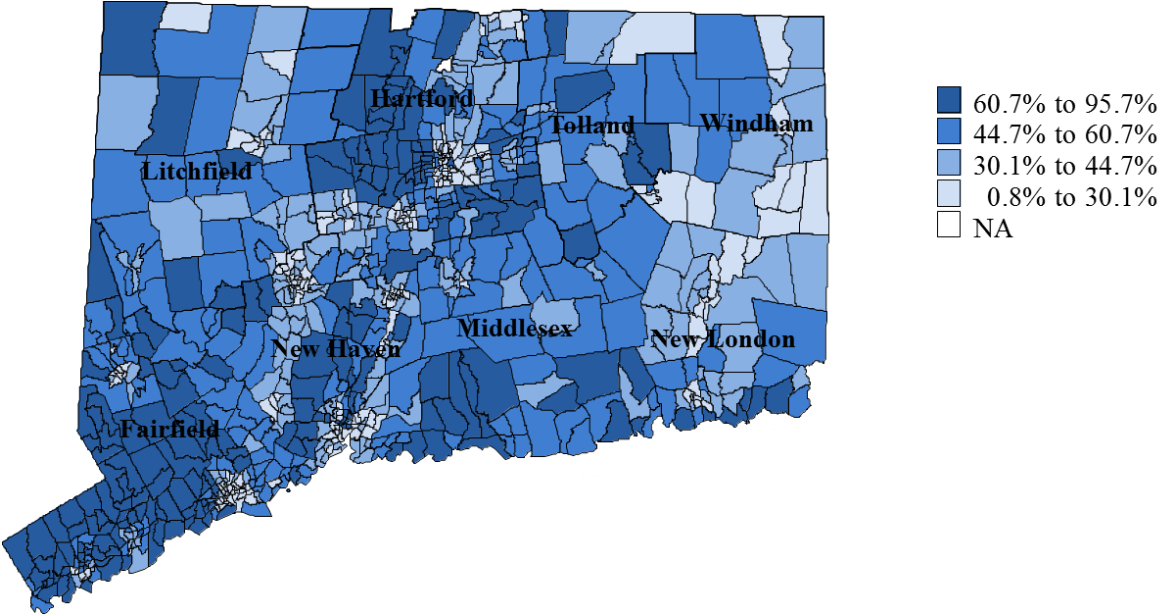 Hartford
Tolland
Windham
Litchfield
Middlesex
New London
New Haven
Fairfield
60.7% to 95.7%
44.7% to 60.7%
30.1% to 44.7%
0.8% to 30.1%
NA